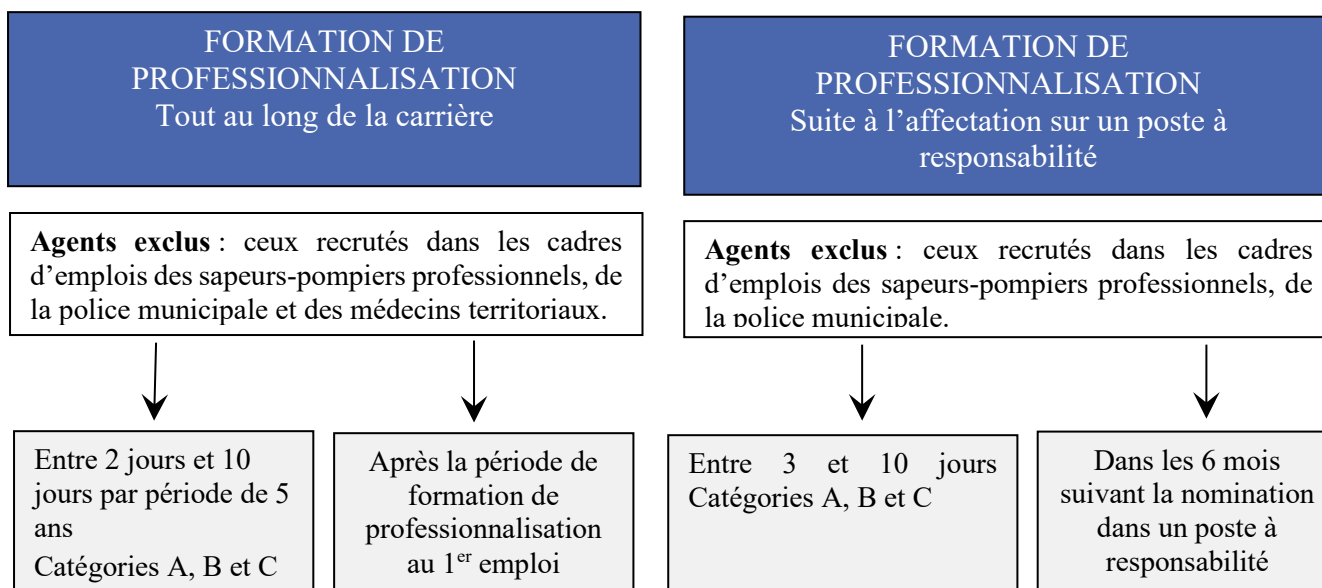 FORMATION DE
PROFESSIONNALISATION
Tout au long de la carrière
Agents exclus : ceux recrutés dans les cadres
d’emplois des sapeurs-pompiers professionnels, de
la police municipale et des médecins territoriaux.
Entre 2 jours et 10
jours par période de 5
ans
Catégories A, B et C
Après la période de
formation de
professionnalisation
au 1er emploi
FORMATION DE
PROFESSIONNALISATION
Suite à l’affectation sur un poste à
responsabilité
Agents exclus : ceux recrutés dans les cadres
d’emplois des sapeurs-pompiers professionnels, de
la police municipale.
Entre 3 et 10 jours
Catégories A, B et C
Dans les 6 mois
suivant la nomination
dans un poste à
responsabilité